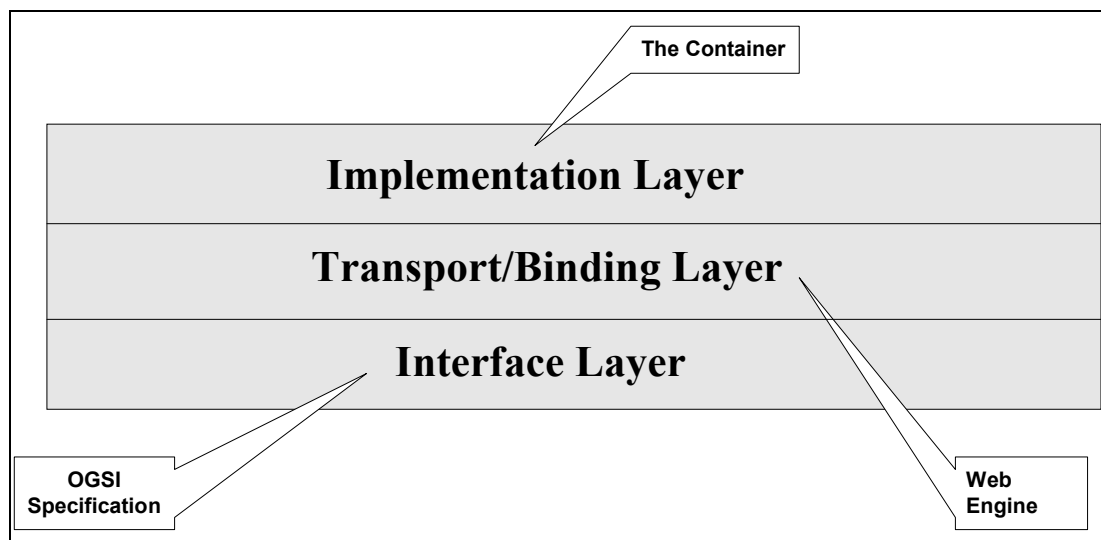 The Container
Implementation Layer
Transport/Binding Layer
Interface Layer
OGSI
Specification
Web
Engine